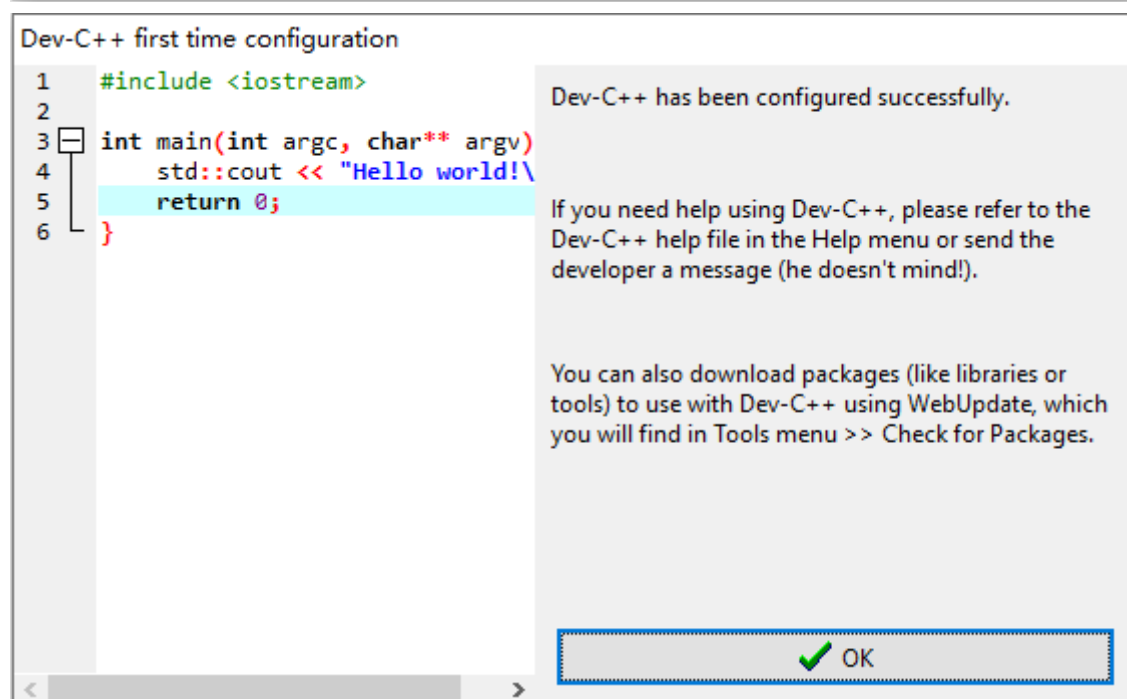 Dev-C++ first time configuration
1 #include <iostream>
2
3 int main(int argc, char** argv)
4 std::cout << "Hello world!\
5 return 0;
6 }
Dev-C++ has been configured successfully.
If you need help using Dev-C++, please refer to the
Dev-C++ help file in the Help menu or send the
developer a message (he doesn't mind!).
You can also download packages (like libraries or
tools) to use with Dev-C++ using WebUpdate, which
you will find in Tools menu >> Check for Packages.
OK